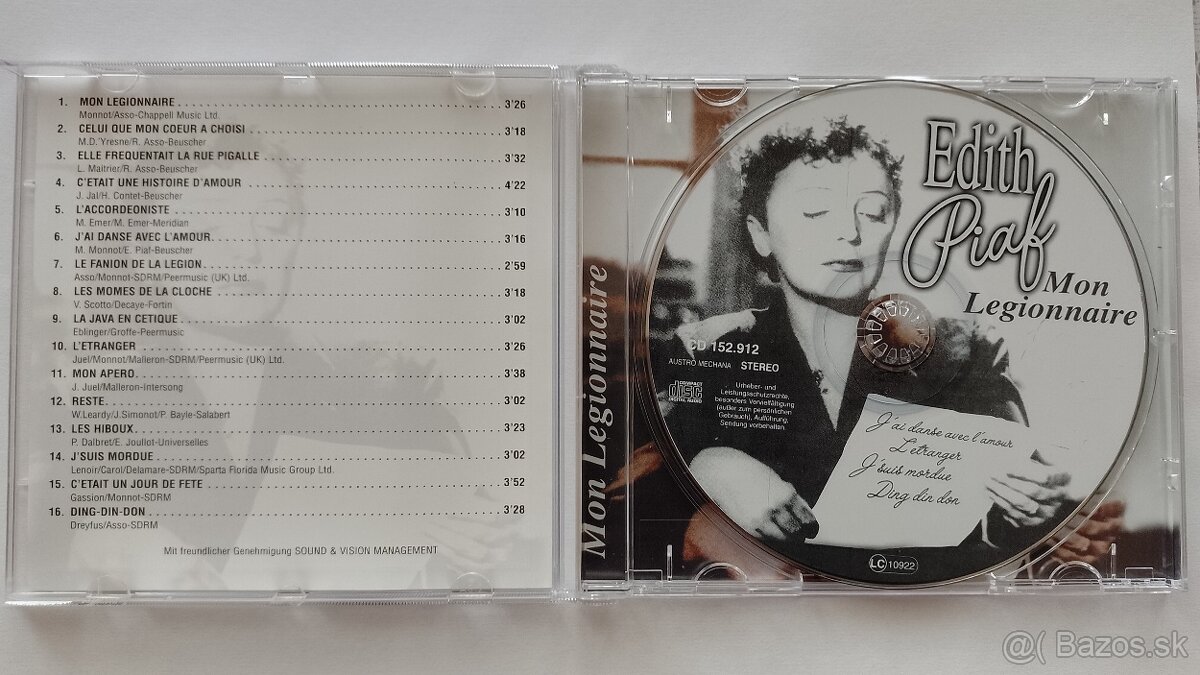 1. MON LEGIONNAIRE 3'26
Monnot/Asso-Chappell Music Ltd.
2. CELUI QUE MON COEUR A CHOISI 3'18
M.D.'Yresne/R. Asso-Beuscher
3. ELLE FREQUENTAIT LA RUE PIGALLE 3'32
L. Maitrier/R. Asso-Beuscher
4. C'ETAIT UNE HISTOIRE D'AMOUR 4'22
J. Jal/H. Contet-Beuscher
5. L'ACCORDEONISTE 3'10
M. Emer/M. Emer-Meridian
6. J'AI DANSE AVEC L'AMOUR 3'16
M. Monnot/E. Piaf-Beuscher
7. LE FANION DE LA LEGION 2'59
Asso/Monnot-SDRM/Peermusic (UK) Ltd.
8. LES MOMES DE LA CLOCHE 3'18
V. Scotto/Decaye-Fortin
9. LA JAVA EN CETIQUE 3'02
Eblinger/Groffe-Peermusic
10. L'ETRANGER 3'26
Juel/Monnot/Malleron-SDRM/Peermusic (UK) Ltd.
11. MON APERO 3'38
J. Juel/Malleron-Intersong
12. RESTE 3'02
W.Leardy/J.Simonot/P. Bayle-Salabert
13. LES HIBOUX 3'23
P. Dalbret/E. Joullot-Universelles
14. J'SUIS MORDUE 3'02
Lenoir/Carol/Delamare-SDRM/Sparta Florida Music Group Ltd.
15. C'ETAIT UN JOUR DE FETE 3'52
Gassion/Monnot-SDRM
16. DING-DIN-DON 3'28
Dreyfus/Asso-SDRM
Mit freundlicher Genehmigung SOUND & VISION MANAGEMENT
Mon Legionnaire
Edith
Piaf
Mon
Legionnaire
CD 152.912
AUSTRO MECHANA STEREO
COMPACT
disc
DIGITAL AUDIO
Urheber- und
Leistungsschutzrechte,
besonders Vervielfältigung
(außer zum persönlichen
Gebrauch), Aufführung,
Sendung vorbehalten.
J'ai danse avec l'amour
L'etranger
J'suis mordue
Ding din don
LC 10922
@( Bazos.sk